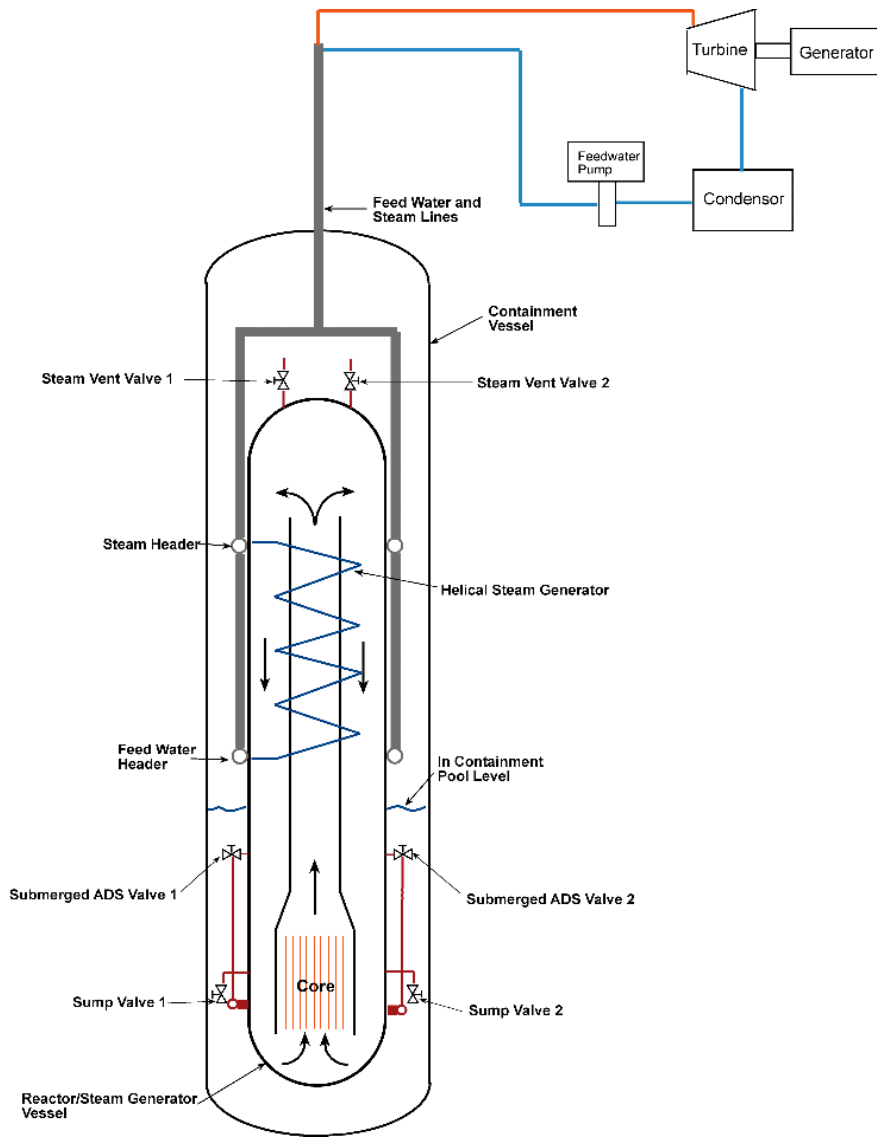 Turbine
Generator
Feedwater
Pump
Condensor
Feed Water and
Steam Lines
Containment
Vessel
Steam Vent Valve 1
Steam Vent Valve 2
Steam Header
Helical Steam Generator
Feed Water
Header
In Containment
Pool Level
Submerged ADS Valve 1
Submerged ADS Valve 2
Core
Sump Valve 1
Sump Valve 2
Reactor/Steam Generator
Vessel